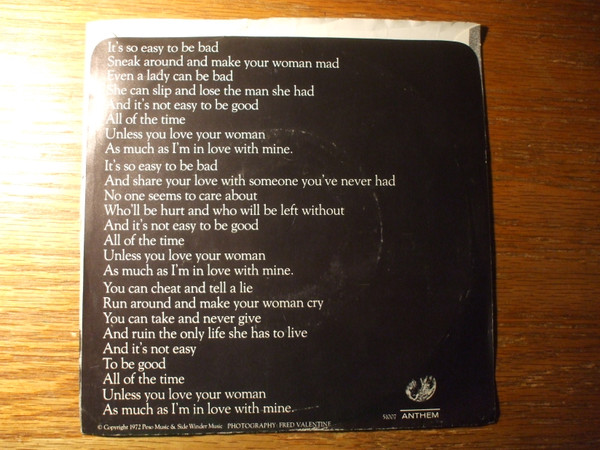 It's so easy to be bad
Sneak around and make your woman mad
Even a lady can be bad
She can slip and lose the man she had
And it's not easy to be good
All of the time
Unless you love your woman
As much as I'm in love with mine.
It's so easy to be bad
And share your love with someone you've never had
No one seems to care about
Who'll be hurt and who will be left without
And it's not easy to be good
All of the time
Unless you love your woman
As much as I'm in love with mine.
You can cheat and tell a lie
Run around and make your woman cry
You can take and never give
And ruin the only life she has to live
And it's not easy
To be good
All of the time
Unless you love your woman
As much as I'm in love with mine.
51002 ANTHEM
© Copyright 1972 Peso Music & Side Winder Music PHOTOGRAPHY: FRED VALENTINE